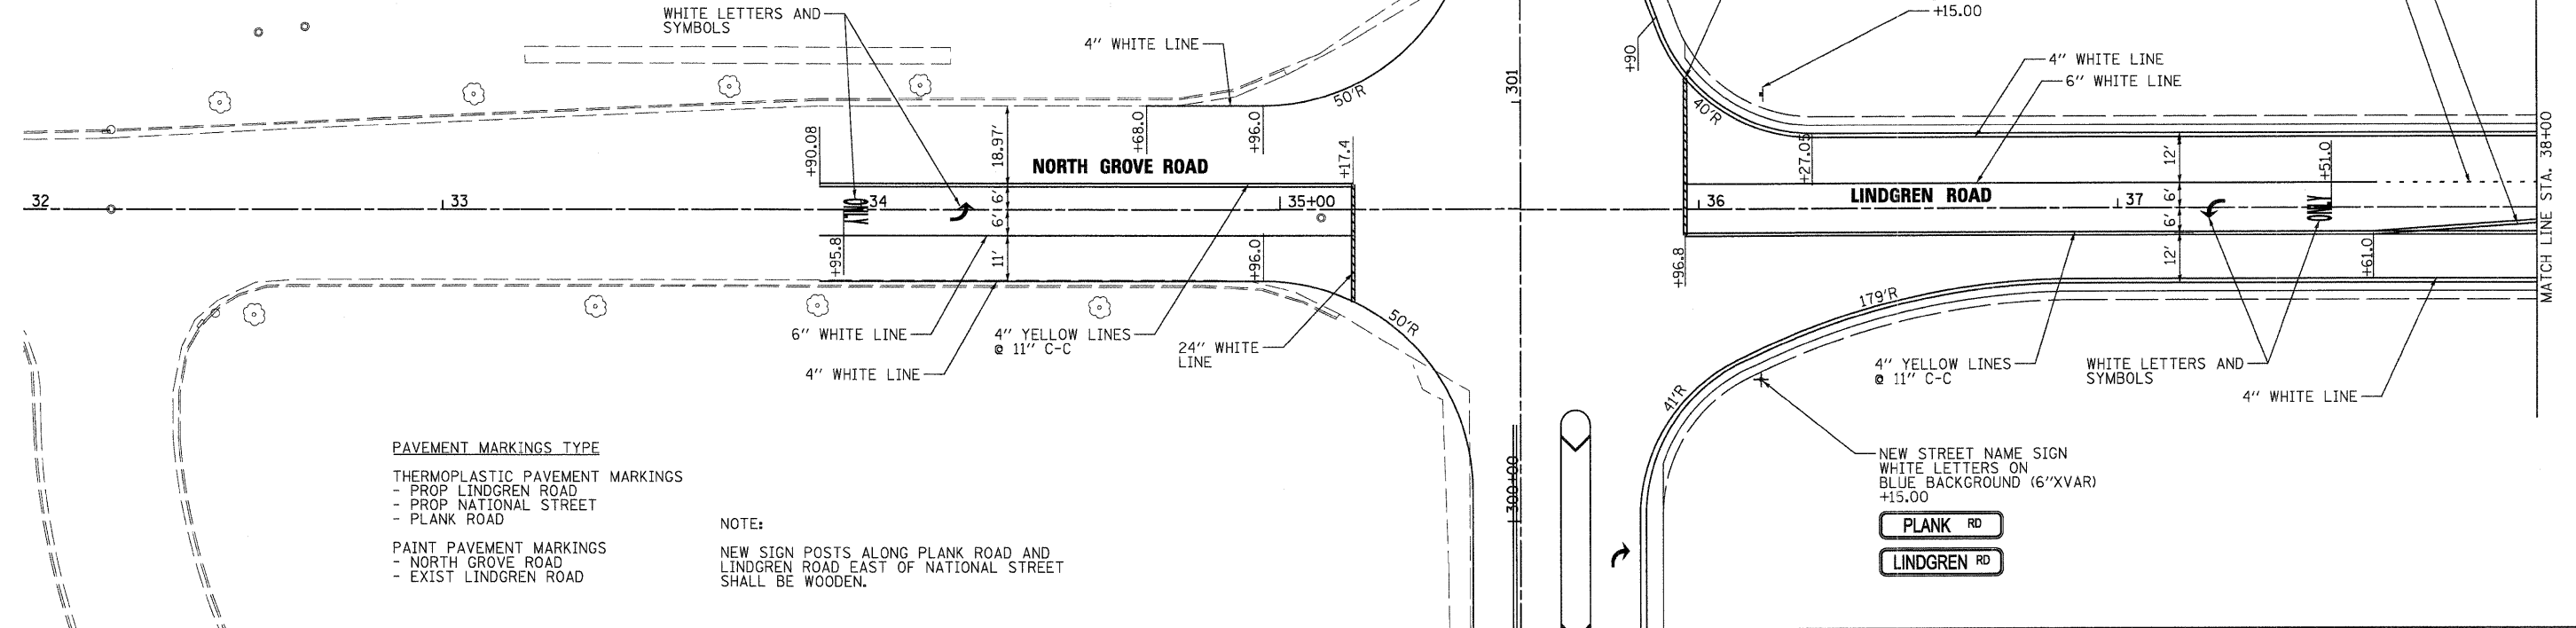 WHITE LETTERS AND
SYMBOLS
4" WHITE LINE
50'R
301
+90
+15.00
4" WHITE LINE
6" WHITE LINE
40'R
+90.08
18.97'
+68.0
+96.0
+17.4
NORTH GROVE ROAD
+27.05
12'
+51.0
MATCH LINE STA. 38+00
32
33
34
ONLY
6'
6'
35+00
36
LINDGREN ROAD
37
6'
6'
ONLY
+95.8
11'
+96.0
+96.8
12'
+61.0
179'R
6" WHITE LINE
4" YELLOW LINES
@ 11" C-C
24" WHITE
LINE
50'R
4" WHITE LINE
41'R
4" YELLOW LINES
@ 11" C-C
WHITE LETTERS AND
SYMBOLS
4" WHITE LINE
PAVEMENT MARKINGS TYPE
THERMOPLASTIC PAVEMENT MARKINGS
- PROP LINDGREN ROAD
- PROP NATIONAL STREET
- PLANK ROAD
PAINT PAVEMENT MARKINGS
- NORTH GROVE ROAD
- EXIST LINDGREN ROAD
NOTE:
NEW SIGN POSTS ALONG PLANK ROAD AND
LINDGREN ROAD EAST OF NATIONAL STREET
SHALL BE WOODEN.
300+00
NEW STREET NAME SIGN
WHITE LETTERS ON
BLUE BACKGROUND (6"XVAR)
+15.00
PLANK RD
LINDGREN RD